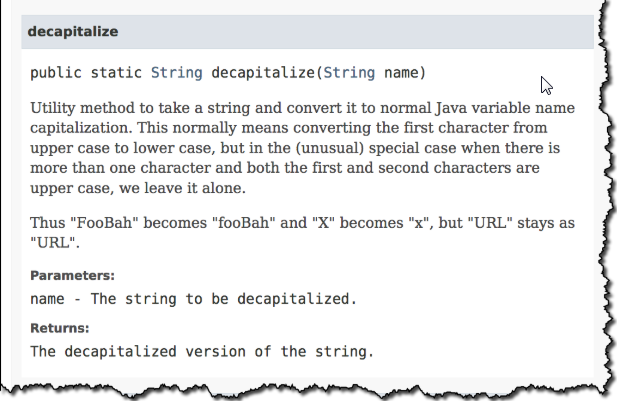 decapitalize
public static String decapitalize(String name)
Utility method to take a string and convert it to normal Java variable name
capitalization. This normally means converting the first character from
upper case to lower case, but in the (unusual) special case when there is
more than one character and both the first and second characters are
upper case, we leave it alone.
Thus "FooBah" becomes "fooBah" and "X" becomes "x", but "URL" stays as
"URL".
Parameters:
name - The string to be decapitalized.
Returns:
The decapitalized version of the string.